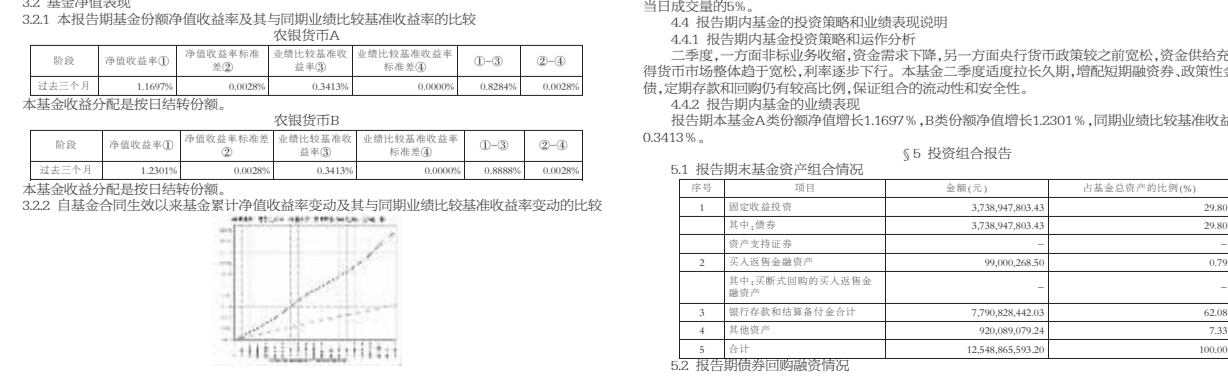 3.2 基金净值表现
3.2.1 本报告期基金份额净值收益率及其与同期业绩比较基准收益率的比较
农银货币A
阶段 净值收益率① 净值收益率标准差② 业绩比较基准收益率③ 业绩比较基准收益率标准差④ ①-③ ②-④
过去三个月 1.1697% 0.0028% 0.3413% 0.0000% 0.8284% 0.0028%
本基金收益分配是按日结转份额。
农银货币B
阶段 净值收益率① 净值收益率标准差② 业绩比较基准收益率③ 业绩比较基准收益率标准差④ ①-③ ②-④
过去三个月 1.2301% 0.0028% 0.3413% 0.0000% 0.8888% 0.0028%
本基金收益分配是按日结转份额。
3.2.2 自基金合同生效以来基金累计净值收益率变动及其与同期业绩比较基准收益率变动的比较
当日成交量的5%。
4.4 报告期内基金的投资策略和业绩表现说明
4.4.1 报告期内基金投资策略和运作分析
二季度,一方面非标业务收缩,资金需求下降,另一方面央行货币政策较之前宽松,资金供给充
得货币市场整体趋于宽松,利率逐步下行。本基金二季度适度拉长久期,增配短期融资券、政策性金
债,定期存款和回购仍有较高比例,保证组合的流动性和安全性。
4.4.2 报告期内基金的业绩表现
报告期本基金A类份额净值增长1.1697%,B类份额净值增长1.2301%,同期业绩比较基准收益
0.3413%。
§5 投资组合报告
5.1 报告期末基金资产组合情况
序号 项目 金额(元) 占基金总资产的比例(%)
1 固定收益投资 3,738,947,803.43 29.80
其中:债券 3,738,947,803.43 29.80
资产支持证券 - -
2 买入返售金融资产 99,000,268.50 0.79
其中:买断式回购的买入返售金融资产 - -
3 银行存款和结算备付金合计 7,790,828,442.03 62.08
4 其他资产 920,089,079.24 7.33
5 合计 12,548,865,593.20 100.00
5.2 报告期债券回购融资情况